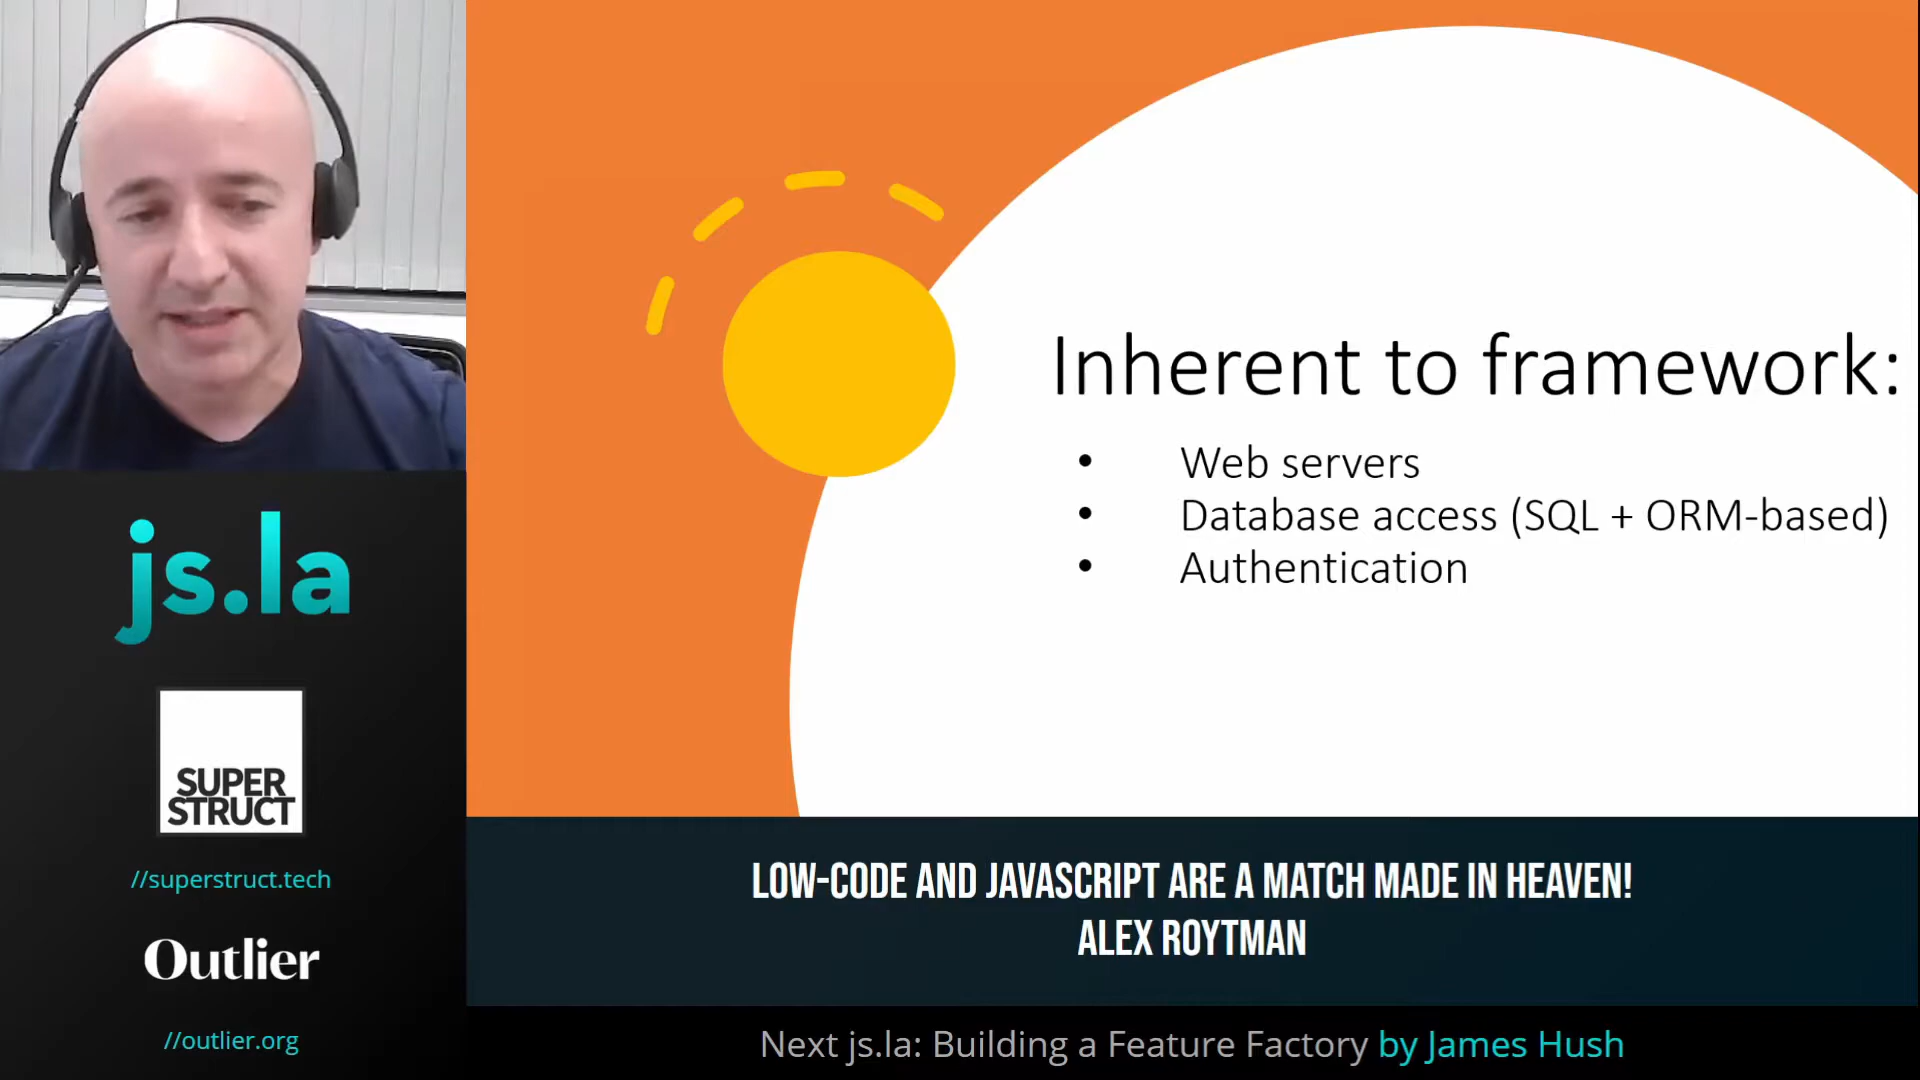 Inherent to framework:
• Web servers
• Database access (SQL + ORM-based)
• Authentication
js.la
SUPER
STRUCT
//superstruct.tech
Outlier
//outlier.org
LOW-CODE AND JAVASCRIPT ARE A MATCH MADE IN HEAVEN!
ALEX ROYTMAN
Next js.la: Building a Feature Factory by James Hush